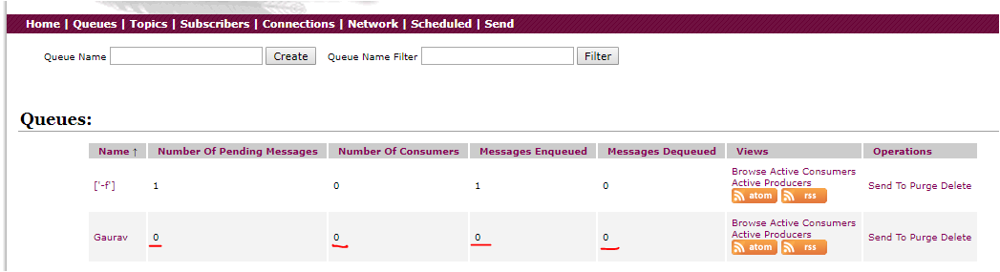 Home | Queues | Topics | Subscribers | Connections | Network | Scheduled | Send
Queue Name Create Queue Name Filter Filter
Queues:
Name ↑ Number Of Pending Messages Number Of Consumers Messages Enqueued Messages Dequeued Views Operations
['-f'] 1 0 1 0 Browse Active Consumers
Active Producers
atom rss
Send To Purge Delete
Gaurav 0 0 0 0 Browse Active Consumers
Active Producers
atom rss
Send To Purge Delete